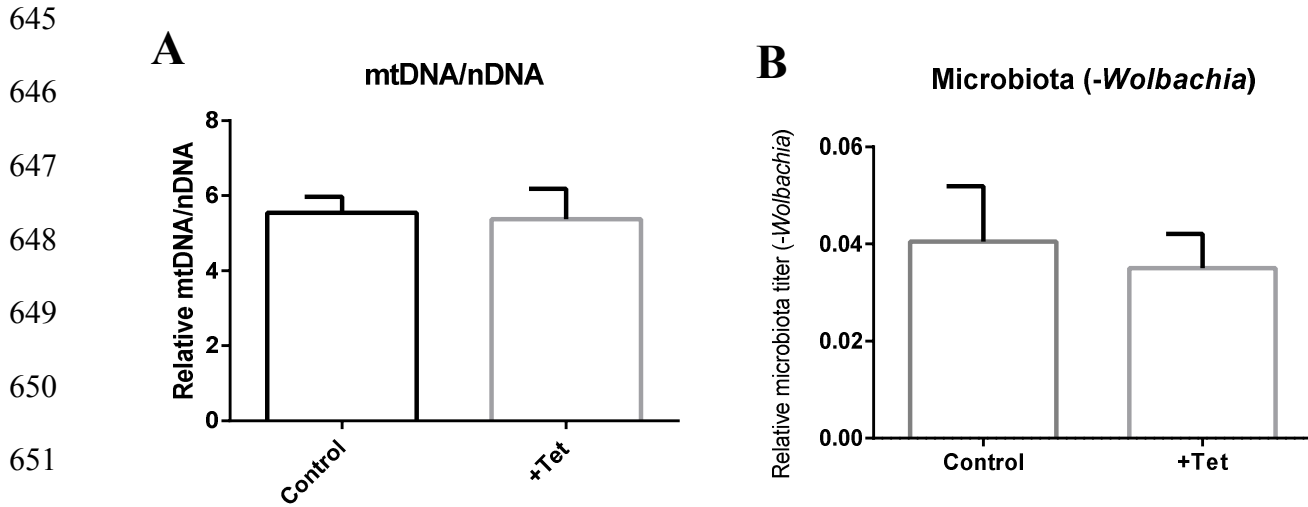 645
646
647
648
649
650
651
A
mtDNA/nDNA
Relative mtDNA/nDNA
8
6
4
2
0
Control
+Tet
B
Microbiota (-Wolbachia)
Relative microbiota titer (-Wolbachia)
0.06
0.04
0.02
0.00
Control
+Tet